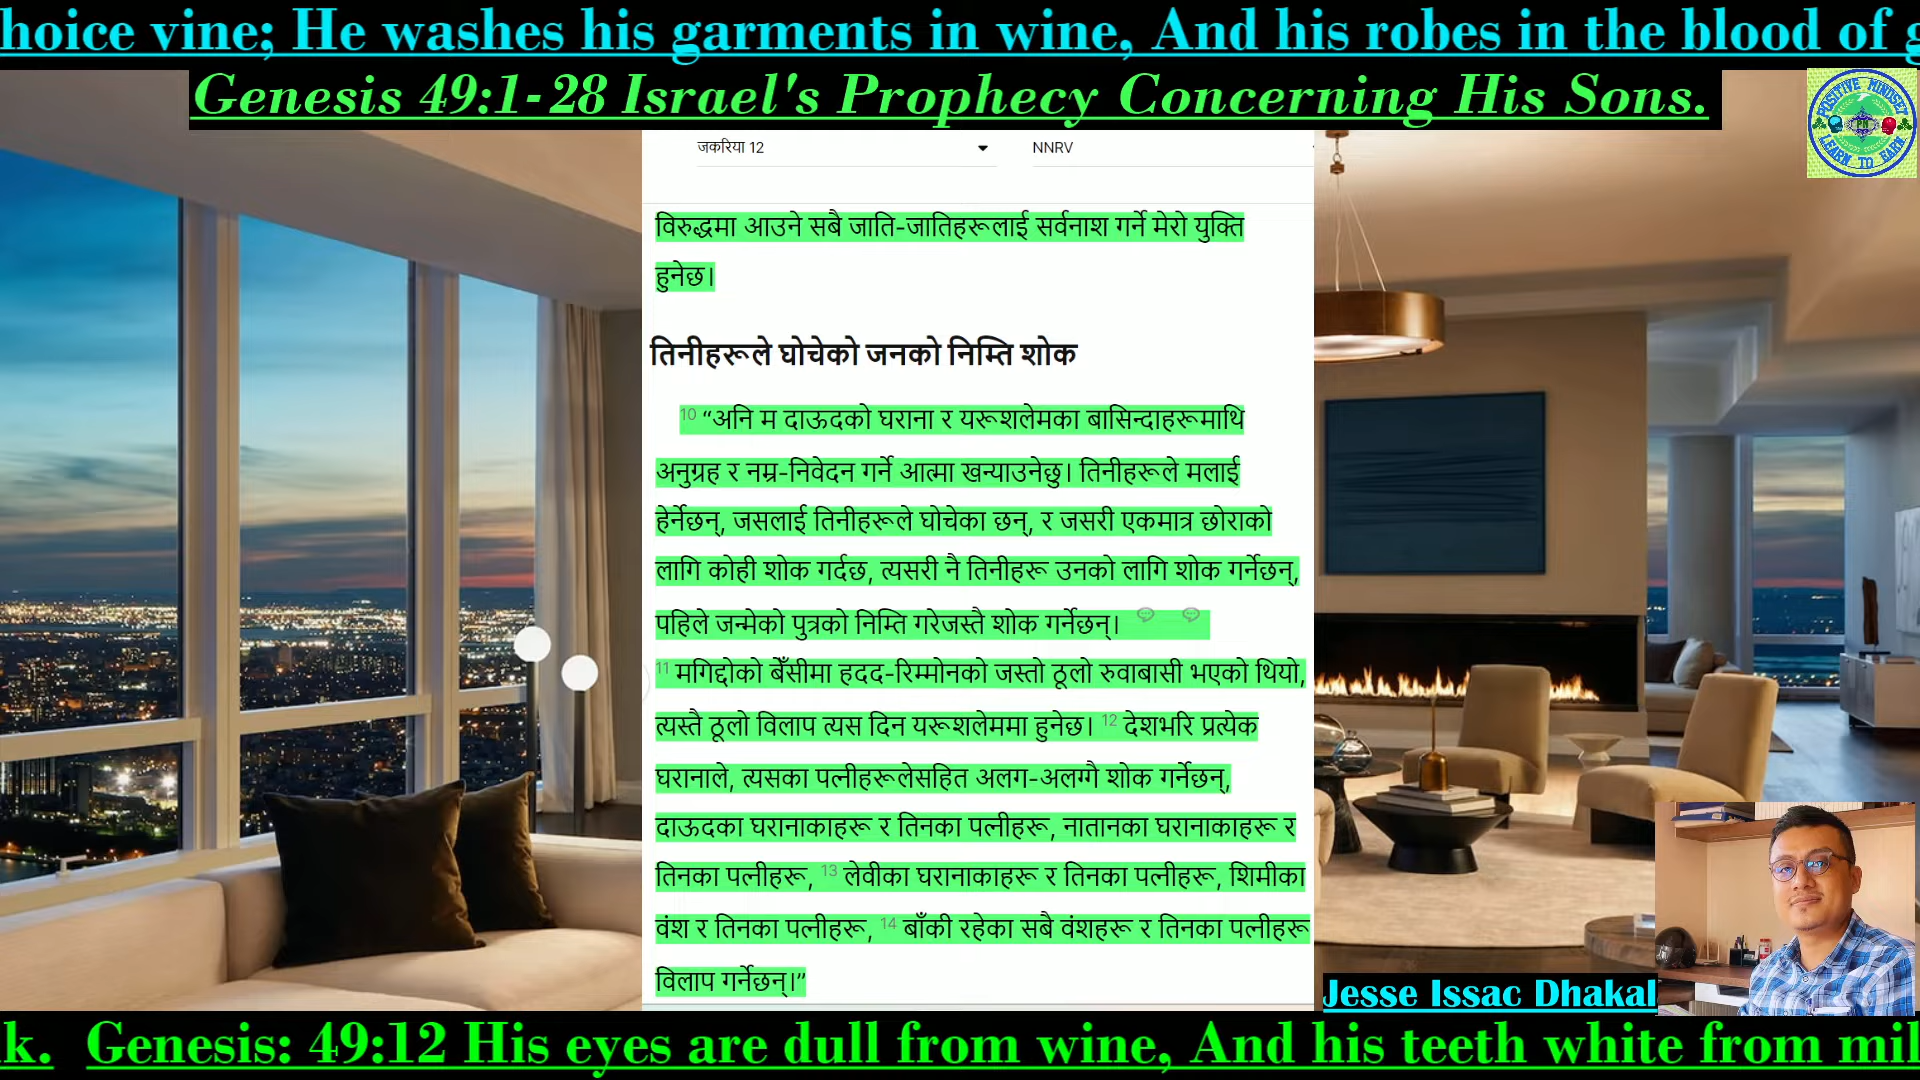 hoice vine; He washes his garments in wine, And his robes in the blood of g
Genesis 49:1-28 Israel's Prophecy Concerning His Sons.
POSITIVE MINDSET
LEARN TO EARN
जकरिया 12
NNRV
विरुद्धमा आउने सबै जाति-जातिहरूलाई सर्वनाश गर्ने मेरो युक्ति
हुनेछ।
तिनीहरूले घोचेको जनको निम्ति शोक
10 “अनि म दाऊदको घराना र यरूशलेमका बासिन्दाहरूमाथि
अनुग्रह र नम्र-निवेदन गर्ने आत्मा खन्याउनेछु। तिनीहरूले मलाई
हेर्नेछन्, जसलाई तिनीहरूले घोचेका छन्, र जसरी एकमात्र छोराको
लागि कोही शोक गर्दछ, त्यसरी नै तिनीहरू उनको लागि शोक गर्नेछन्,
पहिले जन्मेको पुत्रको निम्ति गरेजस्तै शोक गर्नेछन्।
11 मगिद्दोको बेँसीमा हदद-रिम्मोनको जस्तो ठूलो रुवाबासी भएको थियो,
त्यस्तै ठूलो विलाप त्यस दिन यरूशलेममा हुनेछ। 12 देशभरि प्रत्येक
घरानाले, त्यसका पत्नीहरूलेसहित अलग-अलग्गै शोक गर्नेछन्,
दाऊदका घरानाकाहरू र तिनका पत्नीहरू, नातानका घरानाकाहरू र
तिनका पत्नीहरू, 13 लेवीका घरानाकाहरू र तिनका पत्नीहरू, शिमीका
वंश र तिनका पत्नीहरू, 14 बाँकी रहेका सबै वंशहरू र तिनका पत्नीहरू
विलाप गर्नेछन्।”
Jesse Issac Dhakal
k. Genesis: 49:12 His eyes are dull from wine, And his teeth white from mil